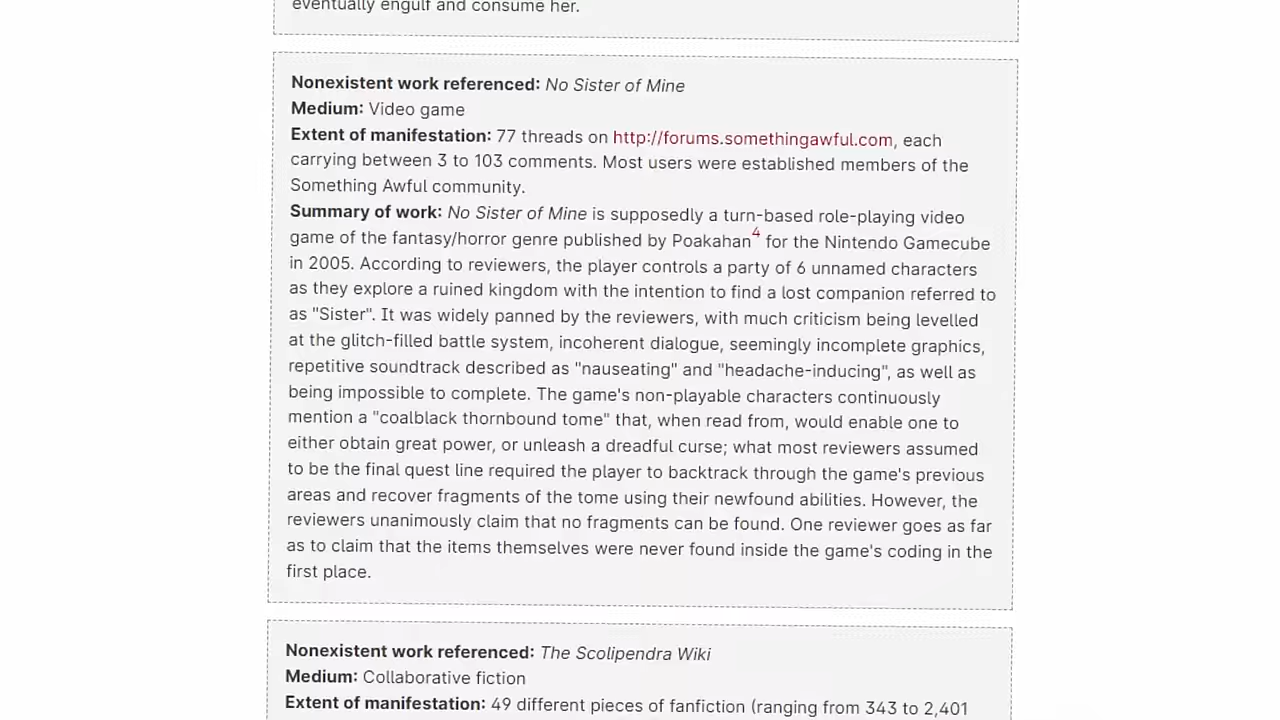 eventually engulf and consume her.
Nonexistent work referenced: No Sister of Mine
Medium: Video game
Extent of manifestation: 77 threads on http://forums.somethingawful.com, each
carrying between 3 to 103 comments. Most users were established members of the
Something Awful community.
Summary of work: No Sister of Mine is supposedly a turn-based role-playing video
game of the fantasy/horror genre published by Poakahan4 for the Nintendo Gamecube
in 2005. According to reviewers, the player controls a party of 6 unnamed characters
as they explore a ruined kingdom with the intention to find a lost companion referred to
as "Sister". It was widely panned by the reviewers, with much criticism being levelled
at the glitch-filled battle system, incoherent dialogue, seemingly incomplete graphics,
repetitive soundtrack described as "nauseating" and "headache-inducing", as well as
being impossible to complete. The game's non-playable characters continuously
mention a "coalblack thornbound tome" that, when read from, would enable one to
either obtain great power, or unleash a dreadful curse; what most reviewers assumed
to be the final quest line required the player to backtrack through the game's previous
areas and recover fragments of the tome using their newfound abilities. However, the
reviewers unanimously claim that no fragments can be found. One reviewer goes as far
as to claim that the items themselves were never found inside the game's coding in the
first place.
Nonexistent work referenced: The Scolipendra Wiki
Medium: Collaborative fiction
Extent of manifestation: 49 different pieces of fanfiction (ranging from 343 to 2,401